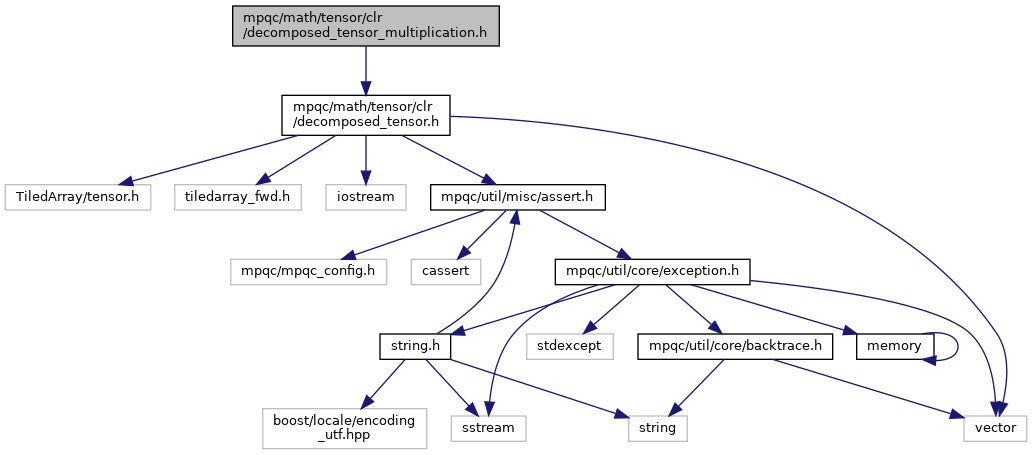 mpqc/math/tensor/clr
/decomposed_tensor_multiplication.h
mpqc/math/tensor/clr
/decomposed_tensor.h
TiledArray/tensor.h
tiledarray_fwd.h
iostream
mpqc/util/misc/assert.h
mpqc/mpqc_config.h
cassert
mpqc/util/core/exception.h
string.h
stdexcept
mpqc/util/core/backtrace.h
memory
boost/locale/encoding
_utf.hpp
sstream
string
vector